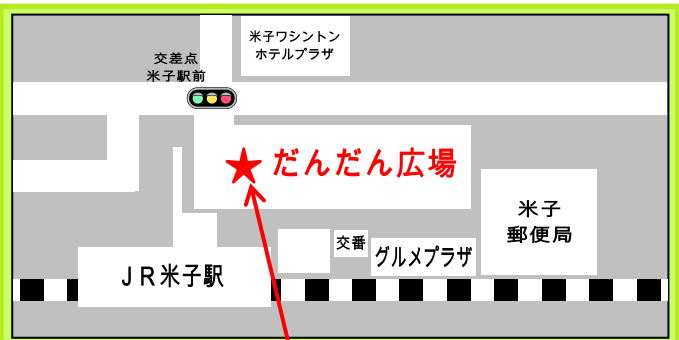 米子ワシントン
ホテルプラザ
交差点
米子駅前
だんだん広場
米子
郵便局
交番
グルメプラザ
JR米子駅